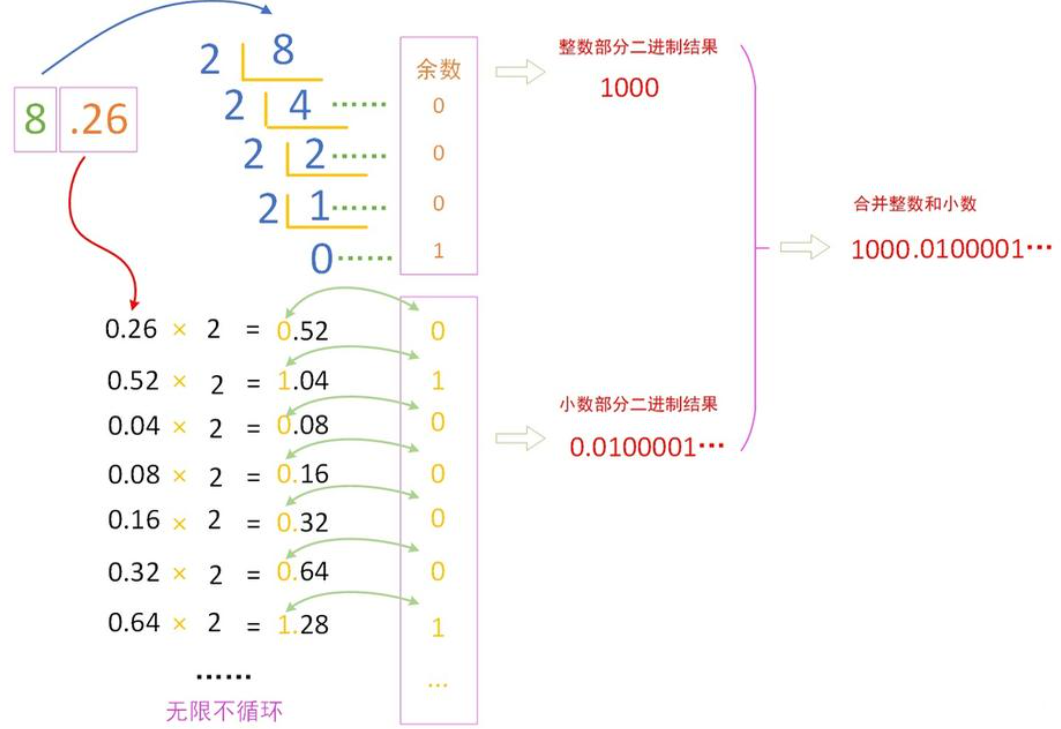 8 .26
2 8
2 4 …… 0
2 2 …… 0
2 1 …… 0
0 …… 1
余数
整数部分二进制结果
1000
0.26 × 2 = 0.52 0
0.52 × 2 = 1.04 1
0.04 × 2 = 0.08 0
0.08 × 2 = 0.16 0
0.16 × 2 = 0.32 0
0.32 × 2 = 0.64 0
0.64 × 2 = 1.28 1
…… ...
无限不循环
小数部分二进制结果
0.0100001…
合并整数和小数
1000.0100001…